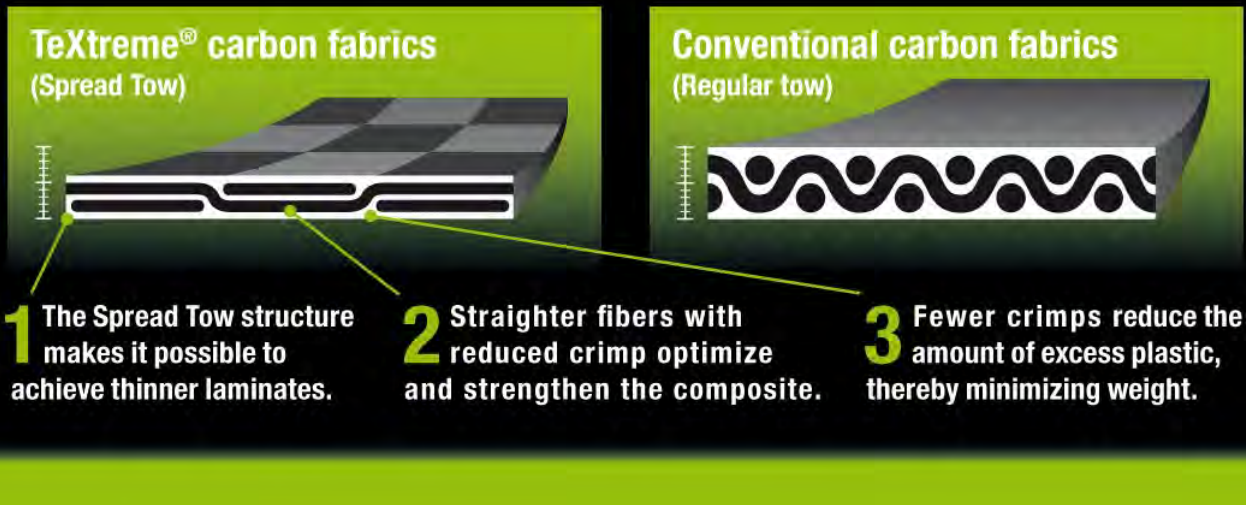 TeXtreme® carbon fabrics
(Spread Tow)
Conventional carbon fabrics
(Regular tow)
1 The Spread Tow structure
makes it possible to
achieve thinner laminates.
2 Straighter fibers with
reduced crimp optimize
and strengthen the composite.
3 Fewer crimps reduce the
amount of excess plastic,
thereby minimizing weight.